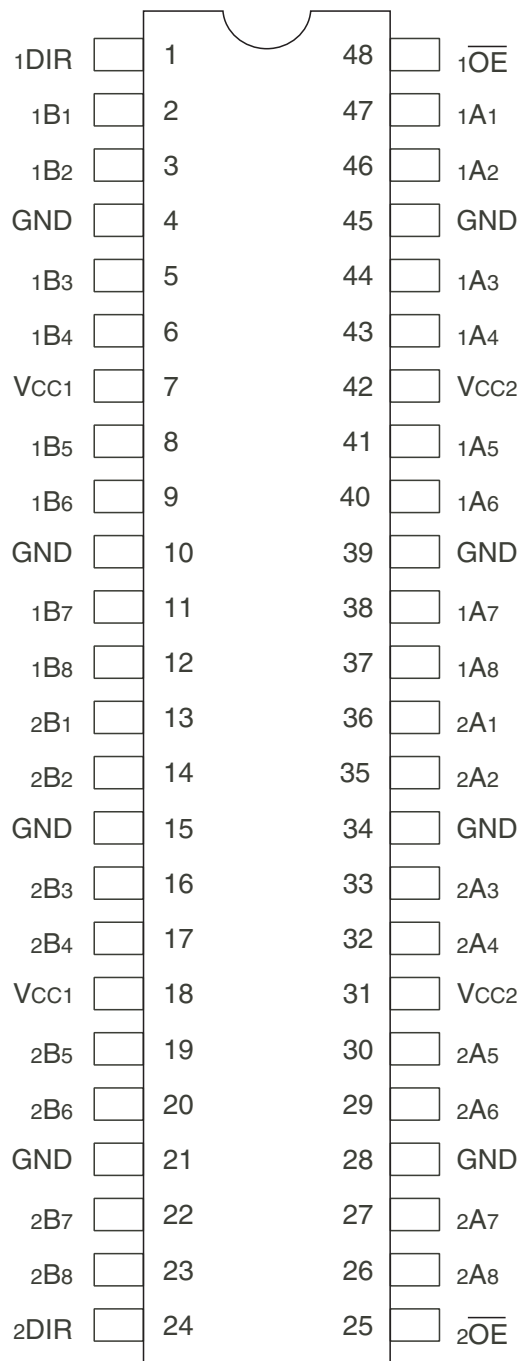 1DIR 1 48 1O̅E̅
1B1 2 47 1A1
1B2 3 46 1A2
GND 4 45 GND
1B3 5 44 1A3
1B4 6 43 1A4
VCC1 7 42 VCC2
1B5 8 41 1A5
1B6 9 40 1A6
GND 10 39 GND
1B7 11 38 1A7
1B8 12 37 1A8
2B1 13 36 2A1
2B2 14 35 2A2
GND 15 34 GND
2B3 16 33 2A3
2B4 17 32 2A4
VCC1 18 31 VCC2
2B5 19 30 2A5
2B6 20 29 2A6
GND 21 28 GND
2B7 22 27 2A7
2B8 23 26 2A8
2DIR 24 25 2O̅E̅